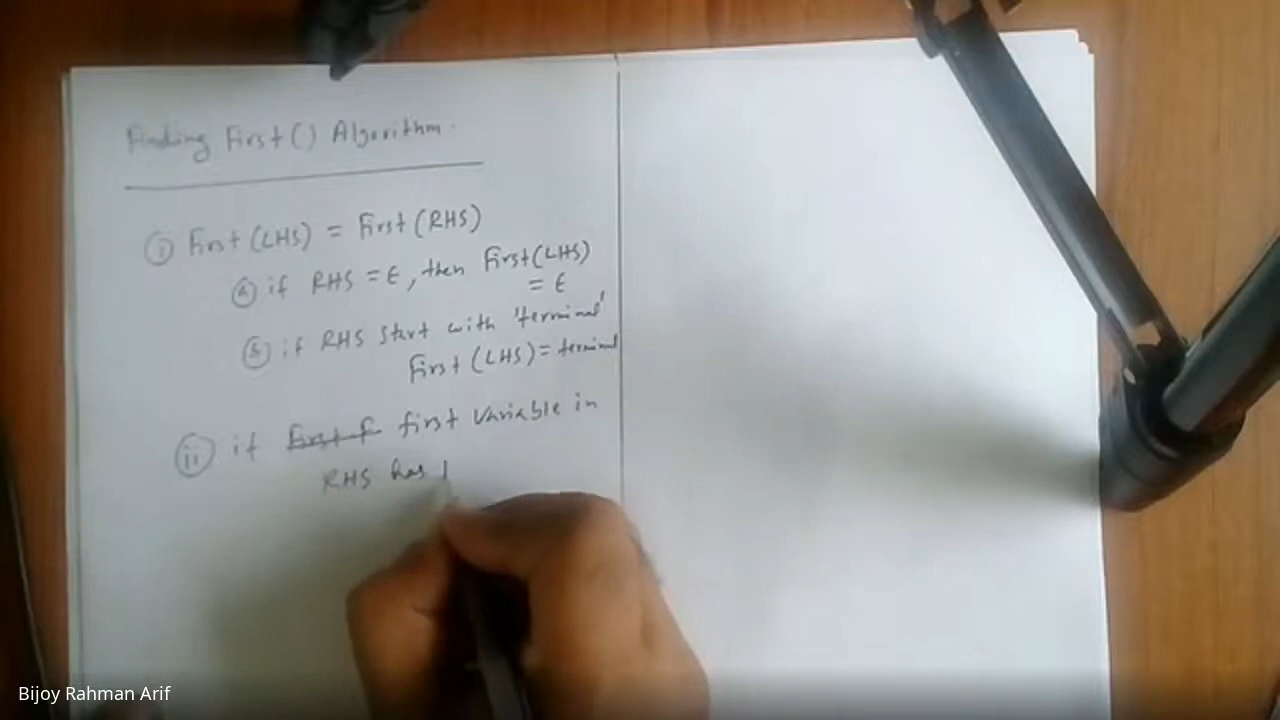 Finding First() Algorithm.
(i) First (LHS) = First (RHS)
(a) if RHS = ε, then First(LHS)
= ε
(b) if RHS start with 'terminal'
First (LHS) = terminal
(ii) if First F first variable in
RHS has
Bijoy Rahman Arif